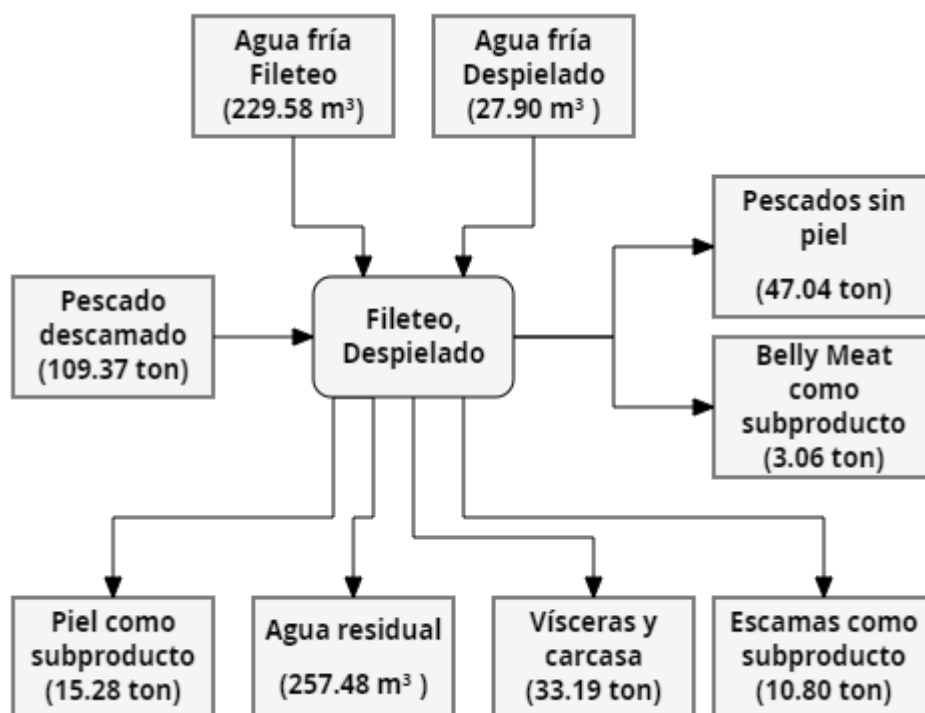 Agua fría
Fileteo
(229.58 m³)
Agua fría
Despielado
(27.90 m³ )
Pescados sin
piel
(47.04 ton)
Pescado
descamado
(109.37 ton)
Fileteo,
Despielado
Belly Meat
como
subproducto
(3.06 ton)
Piel como
subproducto
(15.28 ton)
Agua residual
(257.48 m³ )
Vísceras y
carcasa
(33.19 ton)
Escamas como
subproducto
(10.80 ton)